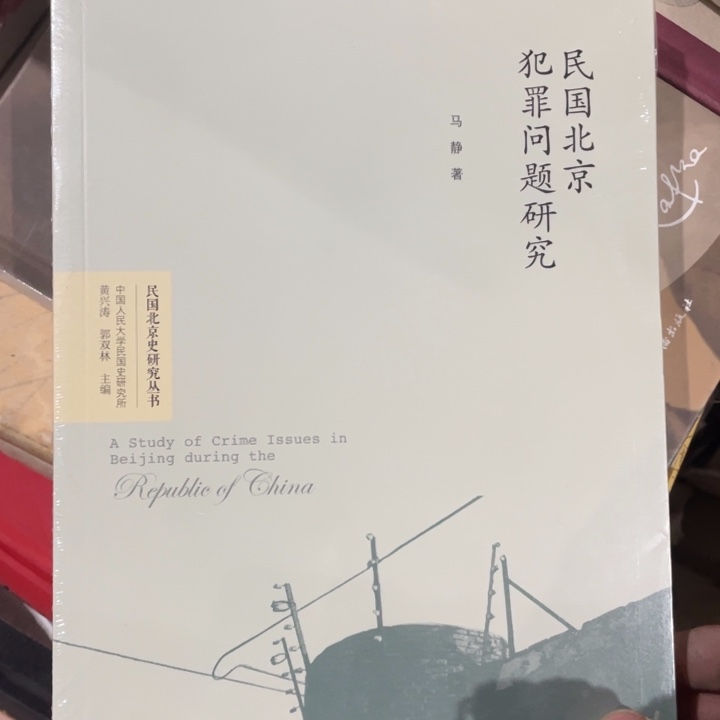 民国北京
犯罪问题研究
马静 著
民国北京史研究丛书
中国人民大学民国史研究所
黄兴涛 郭双林 主编
A Study of Crime Issues in
Beijing during the
Republic of China